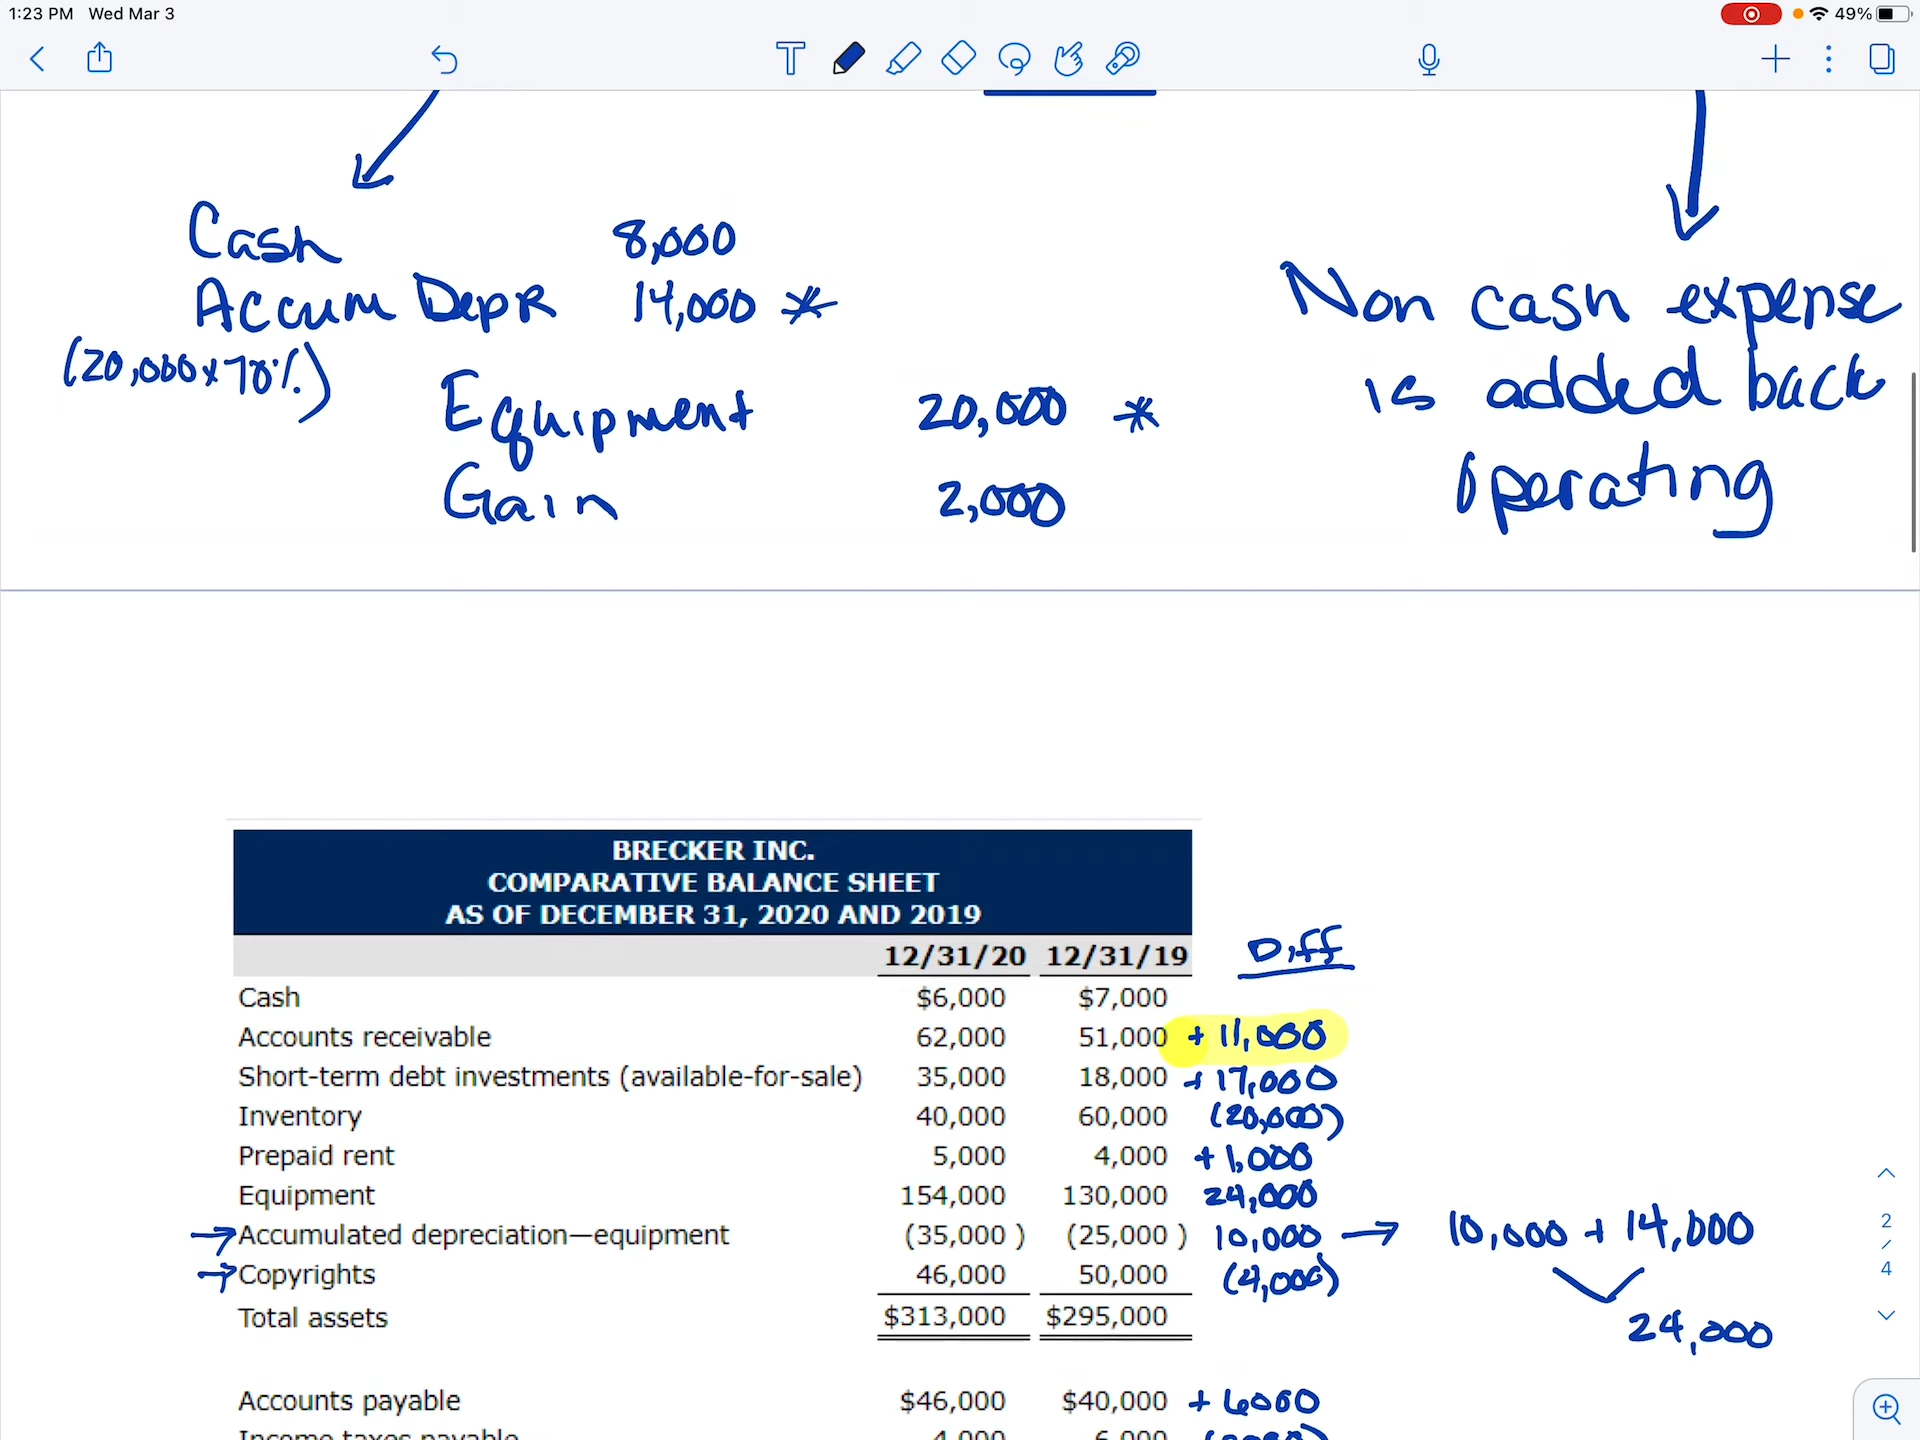 1:23 PM Wed Mar 3
49%
Cash 8,000
Accum Depr 14,000 *
(20,000 x 70%)
Equipment 20,000 *
Gain 2,000
Non cash expense
is added back
operating
BRECKER INC.
COMPARATIVE BALANCE SHEET
AS OF DECEMBER 31, 2020 AND 2019
12/31/20 12/31/19 Diff
Cash $6,000 $7,000
Accounts receivable 62,000 51,000 + 11,000
Short-term debt investments (available-for-sale) 35,000 18,000 + 17,000
Inventory 40,000 60,000 (20,000)
Prepaid rent 5,000 4,000 + 1,000
Equipment 154,000 130,000 24,000
→ Accumulated depreciation—equipment (35,000 ) (25,000 ) 10,000 → 10,000 + 14,000
→ Copyrights 46,000 50,000 (4,000)
24,000
Total assets $313,000 $295,000
Accounts payable $46,000 $40,000 + 6000
Income taxes payable 4,000 6,000
2
/
4